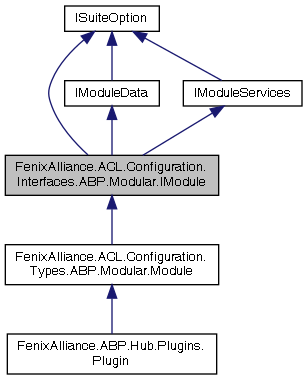 ISuiteOption
IModuleData
IModuleServices
FenixAlliance.ACL.Configuration.
Interfaces.ABP.Modular.IModule
FenixAlliance.ACL.Configuration.
Types.ABP.Modular.Module
FenixAlliance.ABP.Hub.Plugins.
Plugin